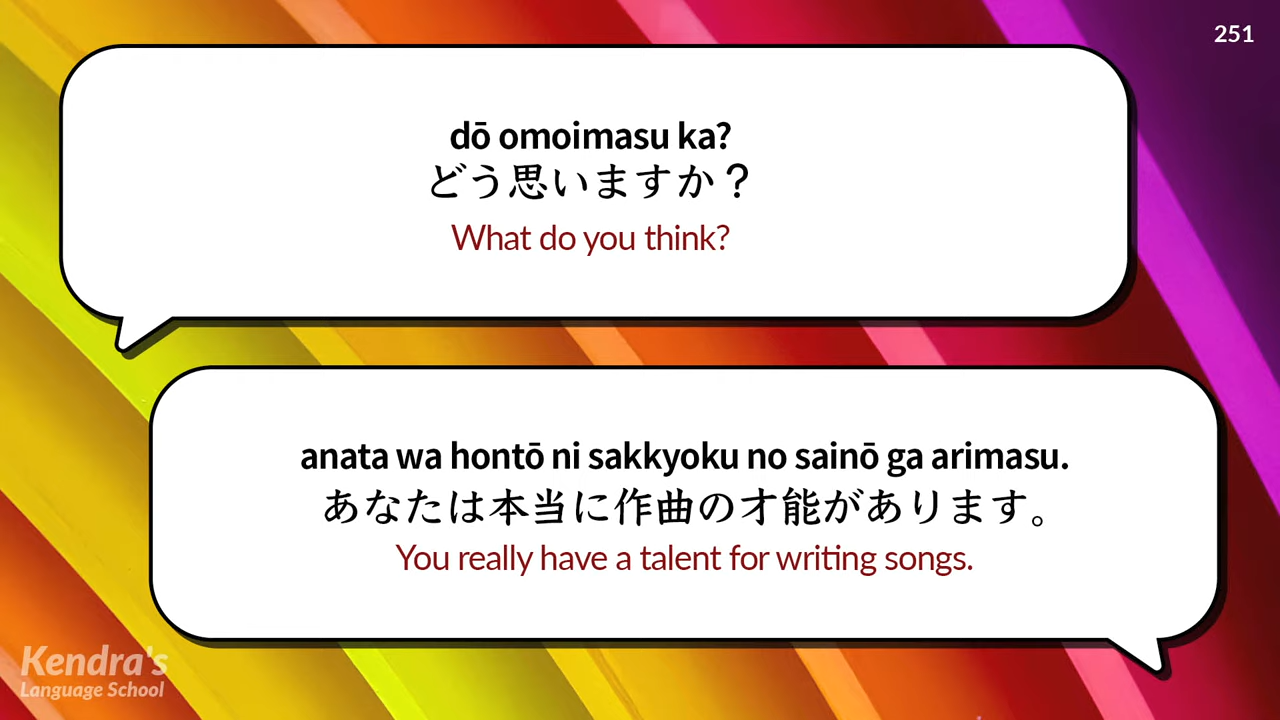 251
dō omoimasu ka?
どう思いますか？
What do you think?
anata wa hontō ni sakkyoku no sainō ga arimasu.
あなたは本当に作曲の才能があります。
You really have a talent for writing songs.
Kendra's
Language School